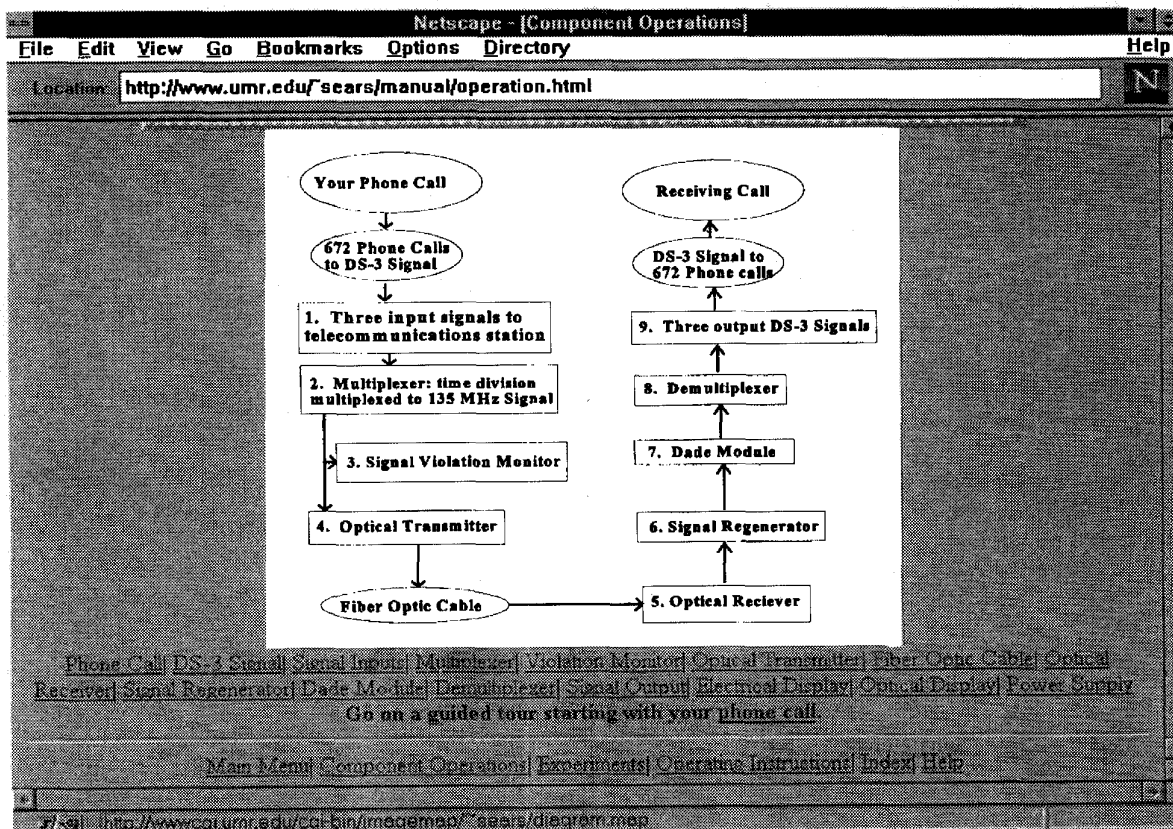 Netscape - [Component Operations]
File Edit View Go Bookmarks Options Directory Help
Location: http://www.umr.edu/~sears/manual/operation.html
Your Phone Call
672 Phone Calls
to DS-3 Signal
1. Three input signals to
telecommunications station
2. Multiplexer: time division
multiplexed to 135 MHz Signal
3. Signal Violation Monitor
4. Optical Transmitter
Fiber Optic Cable
Receiving Call
DS-3 Signal to
672 Phone calls
9. Three output DS-3 Signals
8. Demultiplexer
7. Dade Module
6. Signal Regenerator
5. Optical Reciever
Phone Call| DS-3 Signal| Signal Inputs| Multiplexer| Violation Monitor| Optical Transmitter| Fiber Optic Cable| Optical
Receiver| Signal Regenerator| Dade Module| Demultiplexer| Signal Output| Electrical Display| Optical Display| Power Supply
Go on a guided tour starting with your phone call.
Main Menu| Component Operations| Experiments| Operating Instructions| Index| Help
http://wwwcgi.umr.edu/cgi-bin/imagemap/~sears/diagram.map